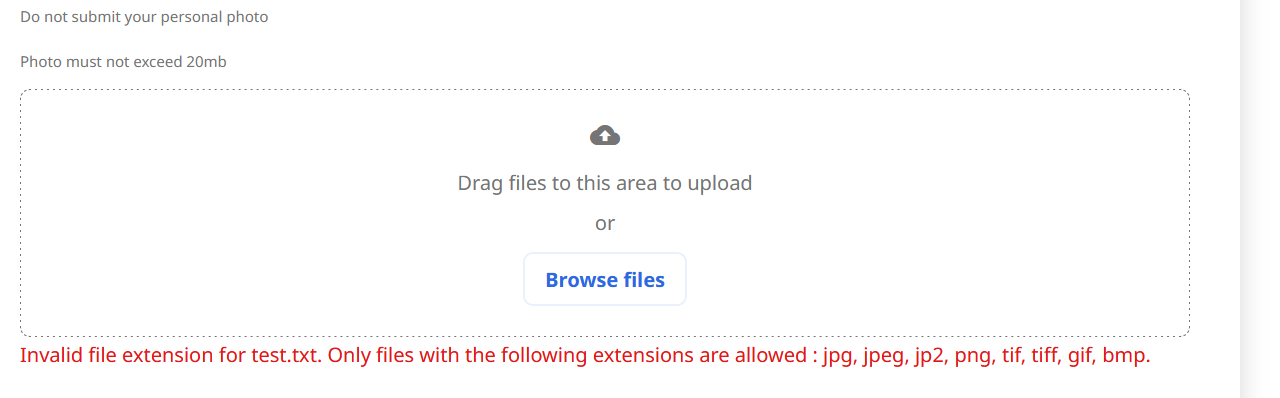 Do not submit your personal photo
Photo must not exceed 20mb
Drag files to this area to upload
or
Browse files
Invalid file extension for test.txt. Only files with the following extensions are allowed : jpg, jpeg, jp2, png, tif, tiff, gif, bmp.